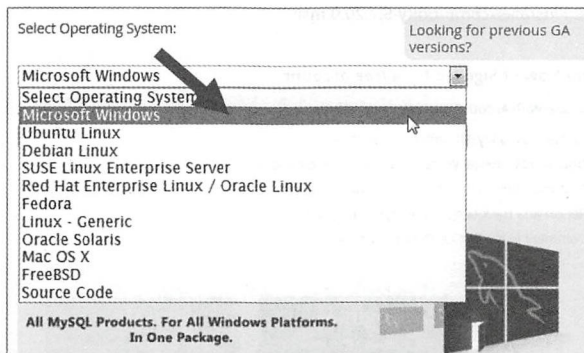 Select Operating System:
Looking for previous GA
versions?
Microsoft Windows
Select Operating System
Microsoft Windows
Ubuntu Linux
Debian Linux
SUSE Linux Enterprise Server
Red Hat Enterprise Linux / Oracle Linux
Fedora
Linux - Generic
Oracle Solaris
Mac OS X
FreeBSD
Source Code
All MySQL Products. For All Windows Platforms.
In One Package.